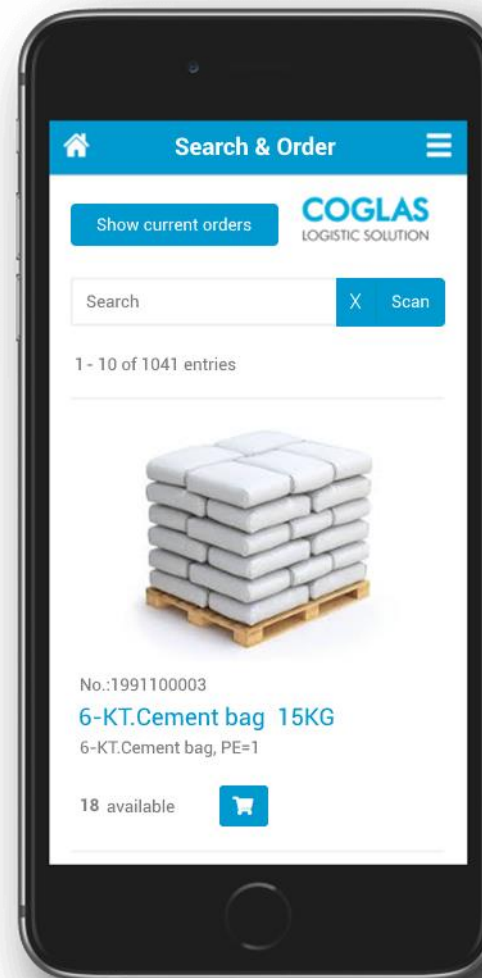 Search & Order
Show current orders
COGLAS
LOGISTIC SOLUTION
Search
X
Scan
1 - 10 of 1041 entries
No.:1991100003
6-KT.Cement bag 15KG
6-KT.Cement bag, PE=1
18 available